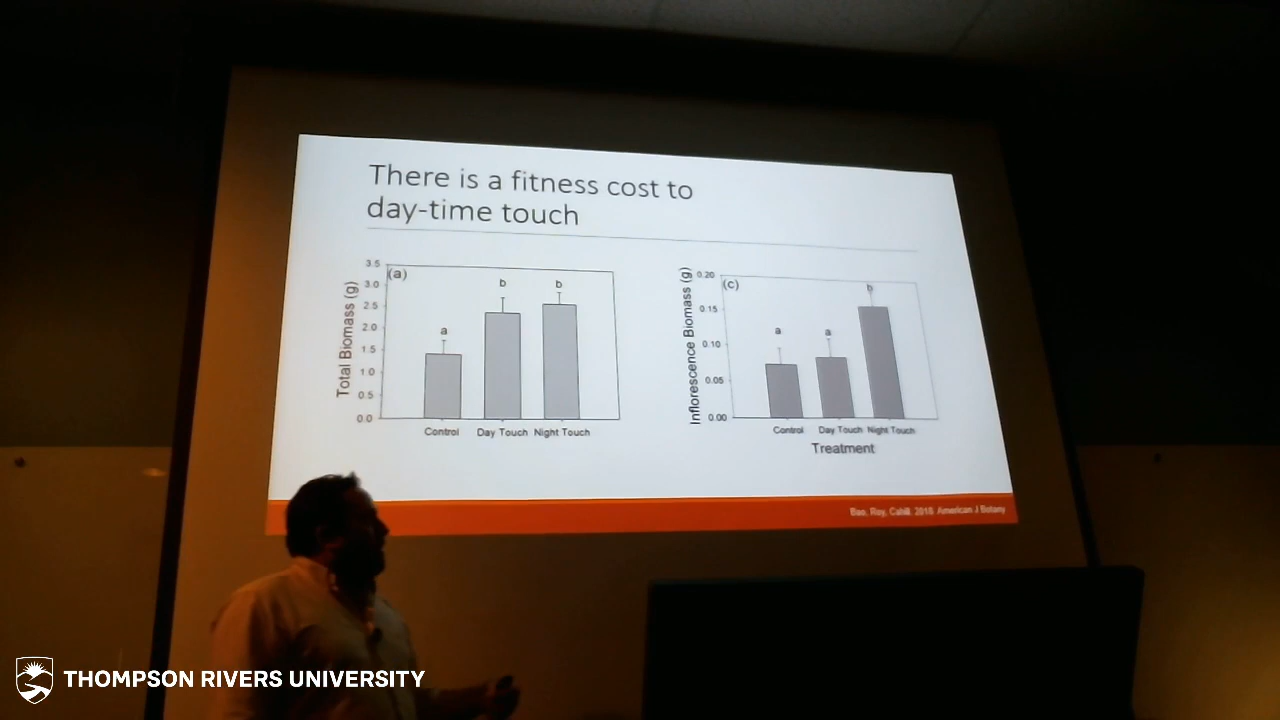 There is a fitness cost to
day-time touch
(a)
Total Biomass (g)
3.5
3.0
2.5
2.0
1.5
1.0
0.5
0.0
a
b
b
Control Day Touch Night Touch
(c)
Inflorescence Biomass (g)
0.20
0.15
0.10
0.05
0.00
a
a
b
Control Day Touch Night Touch
Treatment
Bao, Roy, Cahill. 2018 American J Botany
THOMPSON RIVERS UNIVERSITY